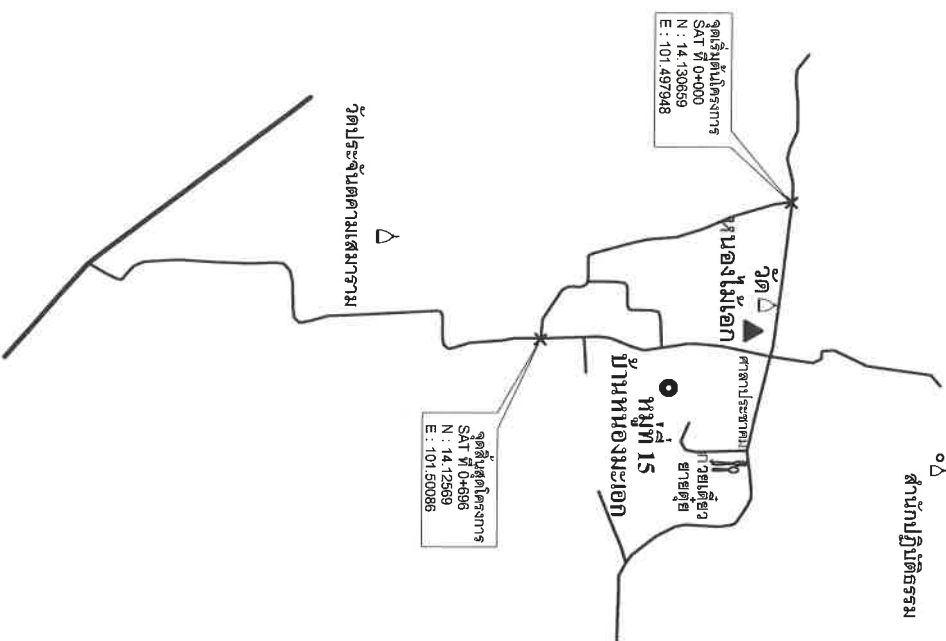 จุดเริ่มต้นโครงการ
SAT ที่ 0+000
N : 14.130659
E : 101.497948
วัด
หนองไม้เอก
ศาลาประชาคม
ก๋วยเตี๋ยว
ยายตุ๋ย
สำนักปฏิบัติธรรม
หมู่ที่ 15
บ้านหนองมะเอก
วัดประจันตคามเสมาราม
จุดสิ้นสุดโครงการ
SAT ที่ 0+696
N : 14.12569
E : 101.50086